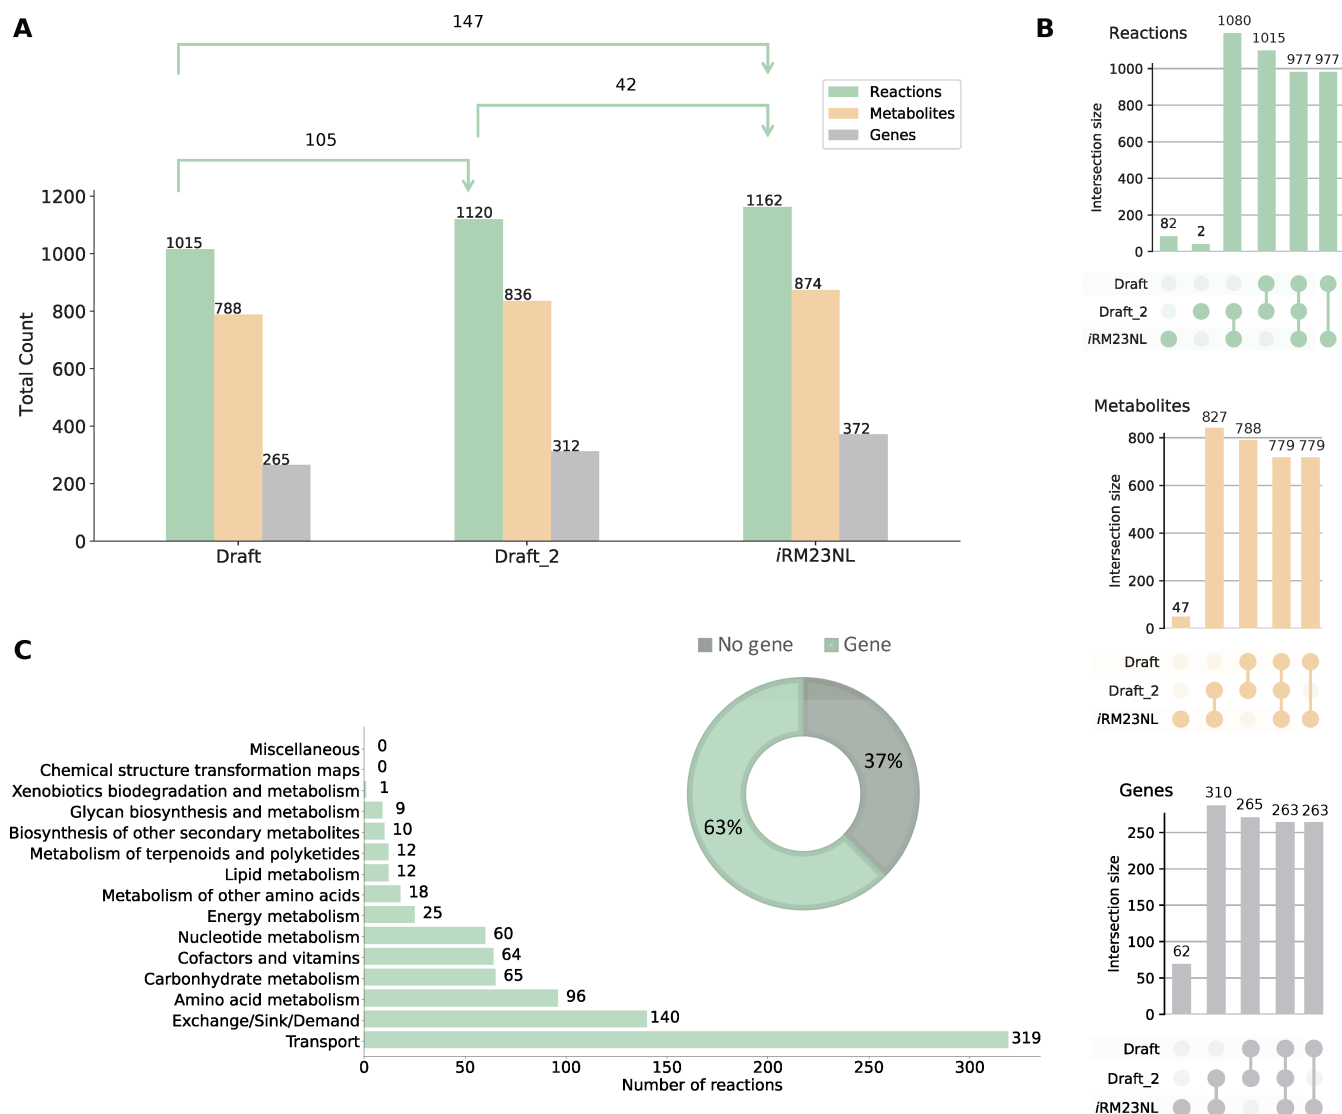 A
147
42
105
Reactions
Metabolites
Genes
Total Count
1200
1000
800
600
400
200
0
1015
788
265
1120
836
312
1162
874
372
Draft
Draft_2
iRM23NL
B
Reactions
Intersection size
1000
800
600
400
200
0
82
2
1080
1015
977
977
Draft
Draft_2
iRM23NL
Metabolites
Intersection size
800
600
400
200
0
47
827
788
779
779
Draft
Draft_2
iRM23NL
Genes
Intersection size
250
200
150
100
50
0
62
310
265
263
263
Draft
Draft_2
iRM23NL
C
No gene
Gene
37%
63%
Miscellaneous 0
Chemical structure transformation maps 0
Xenobiotics biodegradation and metabolism 1
Glycan biosynthesis and metabolism 9
Biosynthesis of other secondary metabolites 10
Metabolism of terpenoids and polyketides 12
Lipid metabolism 12
Metabolism of other amino acids 18
Energy metabolism 25
Nucleotide metabolism 60
Cofactors and vitamins 64
Carbonhydrate metabolism 65
Amino acid metabolism 96
Exchange/Sink/Demand 140
Transport 319
0 50 100 150 200 250 300
Number of reactions